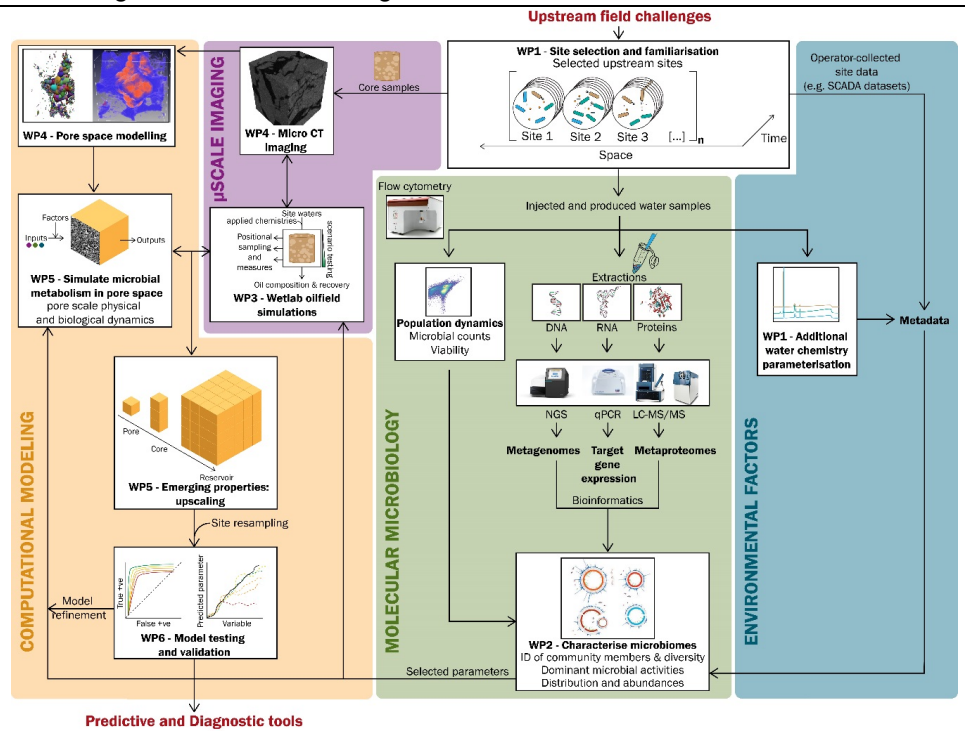 Upstream field challenges
WP1 - Site selection and familiarisation
Selected upstream sites
Site 1
Site 2
Site 3
[...]
n
Time
Space
Operator-collected
site data
(e.g. SCADA datasets)
Core samples
WP4 - Pore space modelling
WP4 - Micro CT
imaging
µSCALE IMAGING
Flow cytometry
Injected and produced water samples
Factors
Inputs
Outputs
WP5 - Simulate microbial
metabolism in pore space
pore scale physical
and biological dynamics
Site waters
applied chemistries
Positional
sampling
and
measures
scenario testing
Oil composition & recovery
WP3 - Wetlab oilfield
simulations
Population dynamics
Microbial counts
Viability
Extractions
DNA
RNA
Proteins
NGS
qPCR
LC-MS/MS
Metagenomes
Target
gene
expression
Metaproteomes
Bioinformatics
WP1 - Additional
water chemistry
parameterisation
Metadata
COMPUTATIONAL MODELING
MOLECULAR MICROBIOLOGY
ENVIRONMENTAL FACTORS
Pore
Core
Reservoir
WP5 - Emerging properties:
upscaling
Site resampling
True +ve
False +ve
Predicted parameter
Variable
WP6 - Model testing
and validation
Model
refinement
WP2 - Characterise microbiomes
ID of community members & diversity
Dominant microbial activities
Distribution and abundances
Selected parameters
Predictive and Diagnostic tools